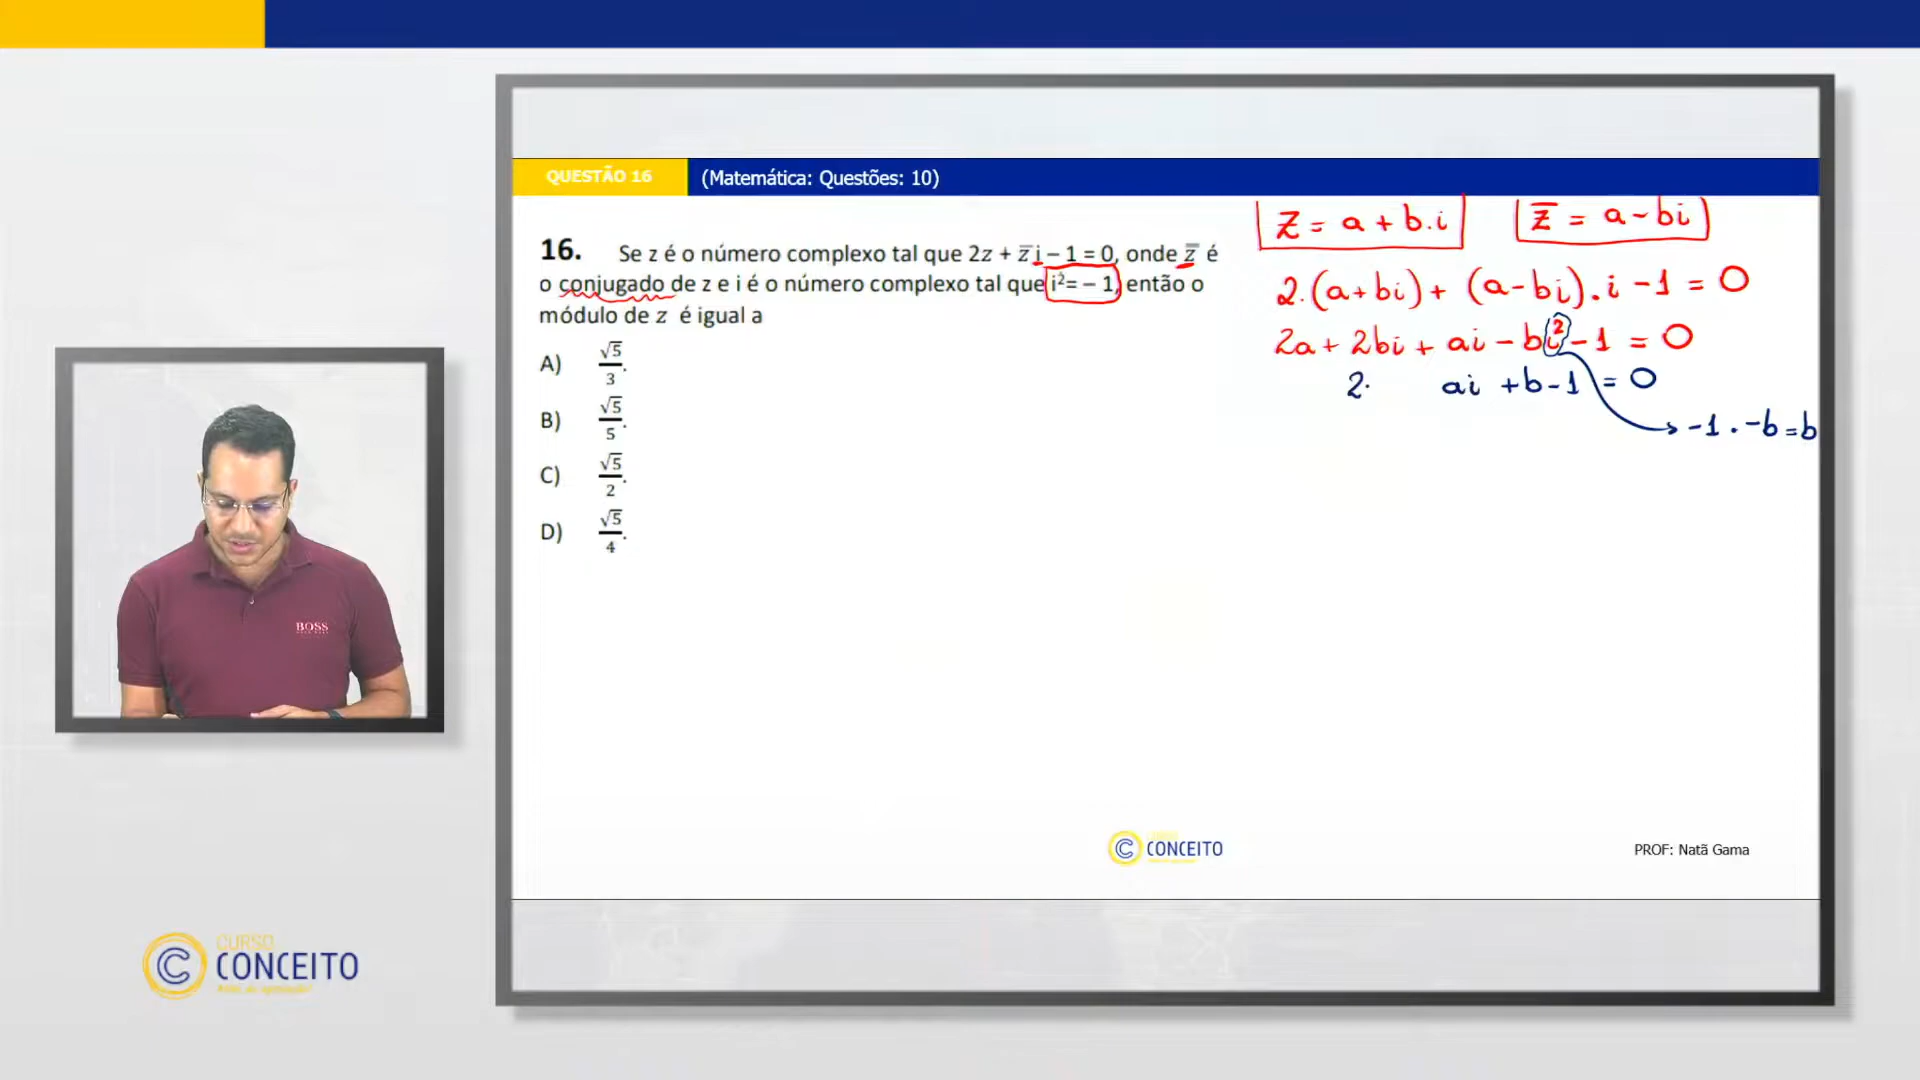 QUESTÃO 16
(Matemática: Questões: 10)
z = a + b.i
z̅ = a - bi
16. Se z é o número complexo tal que 2z + z̅ i – 1 = 0, onde z̅ é
o conjugado de z e i é o número complexo tal que i² = – 1, então o
módulo de z é igual a
A) √5/3.
B) √5/5.
C) √5/2.
D) √5/4.
2.(a+bi) + (a-bi).i -1 = 0
2a + 2bi + ai - bi² - 1 = 0
2. ai + b - 1 = 0
-1 . -b = b
BOSS
CURSO
CONCEITO
PROF: Natã Gama
CURSO
CONCEITO